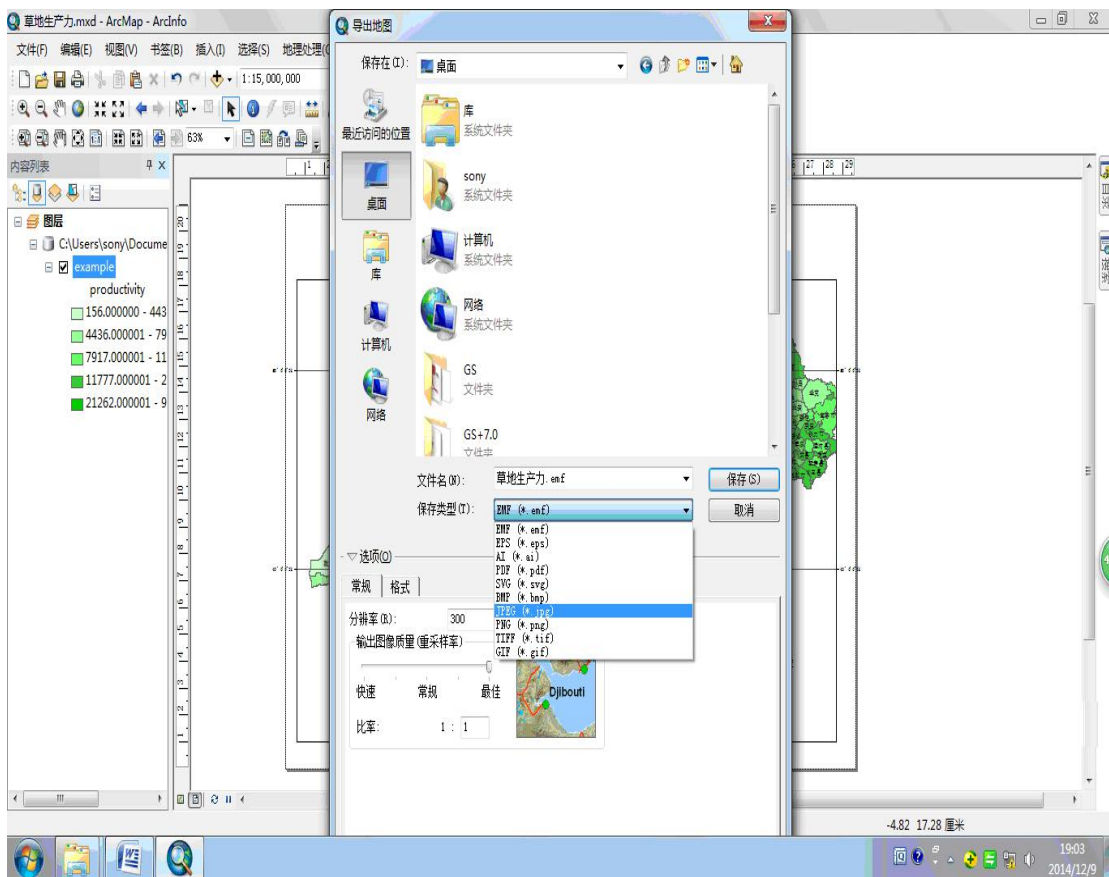 草地生产力.mxd - ArcMap - ArcInfo
文件(F) 编辑(E) 视图(V) 书签(B) 插入(I) 选择(S) 地理处理(
1:15,000,000
63%
内容列表
图层
C:\Users\sony\Docume
example
productivity
156.000000 - 443
4436.000001 - 79
7917.000001 - 11
11777.000001 - 2
21262.000001 - 9
导出地图
保存在(I): 桌面
最近访问的位置
桌面
库
计算机
网络
库
系统文件夹
sony
系统文件夹
计算机
系统文件夹
网络
系统文件夹
GS
文件夹
GS+7.0
文件夹
文件名(N): 草地生产力.emf 保存(S)
保存类型(T): EMF (*.emf) 取消
EMF (*.emf)
EPS (*.eps)
AI (*.ai)
PDF (*.pdf)
SVG (*.svg)
BMP (*.bmp)
JPEG (*.jpg)
PNG (*.png)
TIFF (*.tif)
GIF (*.gif)
选项(O)
常规 格式
分辨率(R): 300
输出图像质量(重采样率)
快速 常规 最佳
比率: 1 : 1
Djibouti
27 28 29
-4.82 17.28 厘米
19:03
2014/12/9